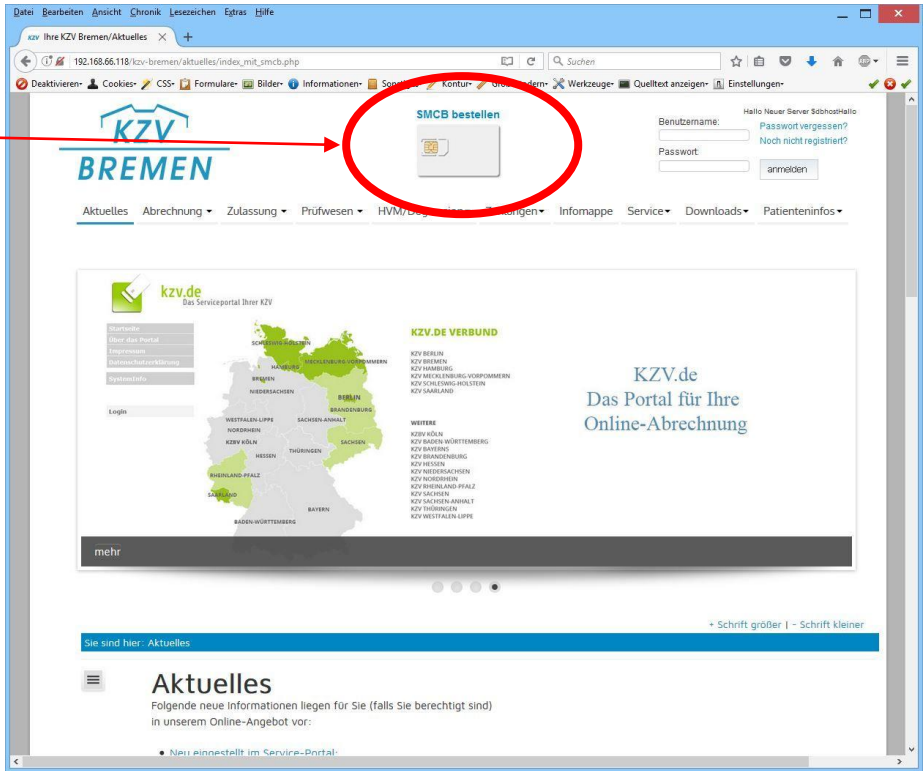 Datei Bearbeiten Ansicht Chronik Lesezeichen Extras Hilfe
KZV Ihre KZV Bremen/Aktuelles
192.168.66.118/kzv-bremen/aktuelles/index_mit_smcb.php
Suchen
Deaktivieren Cookies CSS Formulare Bilder Informationen Kontur Werkzeuge Quelltext anzeigen Einstellungen
KZV
BREMEN
SMCB bestellen
Hallo Neuer Server $dbhostHallo
Benutzername:
Passwort vergessen?
Noch nicht registriert?
Passwort:
anmelden
Aktuelles Abrechnung Zulassung Prüfwesen Infomappe Service Downloads Patienteninfos
kzv.de
Das Serviceportal Ihrer KZV
Startseite
Über das Portal
Impressum
Datenschutzerklärung
SystemInfo
Login
SCHLESWIG-HOLSTEIN
MECKLENBURG-VORPOMMERN
HAMBURG
BREMEN
NIEDERSACHSEN
BERLIN
BRANDENBURG
WESTFALEN-LIPPE
SACHSEN-ANHALT
NORDRHEIN
KZBV KÖLN
SACHSEN
THÜRINGEN
HESSEN
RHEINLAND-PFALZ
SAARLAND
BAYERN
BADEN-WÜRTTEMBERG
KZV.DE VERBUND
KZV BERLIN
KZV BREMEN
KZV HAMBURG
KZV MECKLENBURG-VORPOMMERN
KZV SCHLESWIG-HOLSTEIN
KZV SAARLAND
WEITERE
KZBV KÖLN
KZV BADEN WÜRTTEMBERG
KZV BAYERNS
KZV BRANDENBURG
KZV HESSEN
KZV NIEDERSACHSEN
KZV NORDRHEIN
KZV RHEINLAND-PFALZ
KZV SACHSEN
KZV SACHSEN-ANHALT
KZV THÜRINGEN
KZV WESTFALEN-LIPPE
KZV.de
Das Portal für Ihre
Online-Abrechnung
mehr
+ Schrift größer | - Schrift kleiner
Sie sind hier: Aktuelles
Aktuelles
Folgende neue Informationen liegen für Sie (falls Sie berechtigt sind)
in unserem Online-Angebot vor:
Neu eingestellt im Service-Portal: